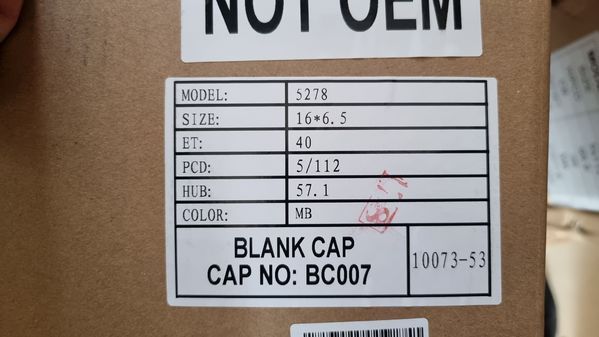 NOT OEM
MODEL: 5278
SIZE: 16*6.5
ET: 40
PCD: 5/112
HUB: 57.1
COLOR: MB
BLANK CAP
CAP NO: BC007
10073-53